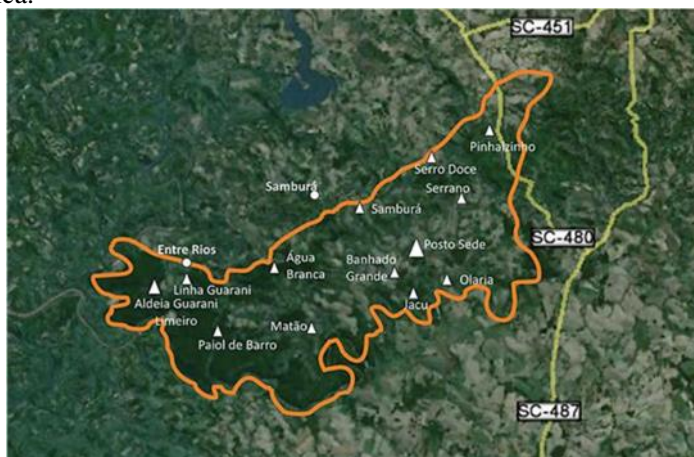 ica.
SC-451
Pinhalzinho
Serro Doce
Serrano
Samburá
Samburá
Posto Sede
SC-480
Entre Rios
Água
Branca
Banhado
Grande
Olaria
Linha Guarani
Aldeia Guarani
Jacu
Limeiro
Matão
Paiol de Barro
SC-487